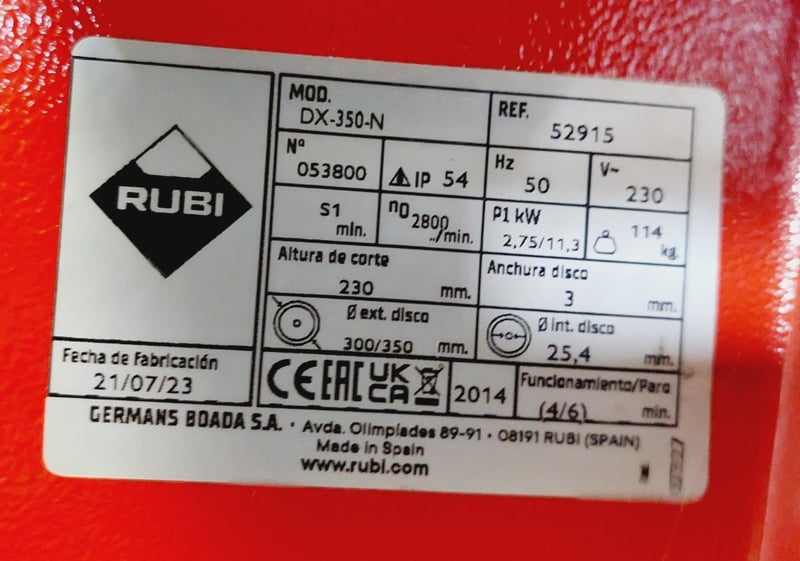 RUBI
MOD.
DX-350-N
REF.
52915
Nº
053800
IP 54
Hz
50
V~
230
S1
min.
n0 2800
../min.
P1 kW
2,75/11,3
114
kg.
Altura de corte
230 mm.
Anchura disco
3 mm.
Ø ext. disco
300/350 mm.
Ø int. disco
25,4 mm.
Fecha de Fabricación
21/07/23
CE EAC UKCA
2014
Funcionamiento/Paro
(4/6) min.
GERMANS BOADA S.A. · Avda. Olimpíades 89-91 · 08191 RUBI (SPAIN)
Made in Spain
www.rubi.com